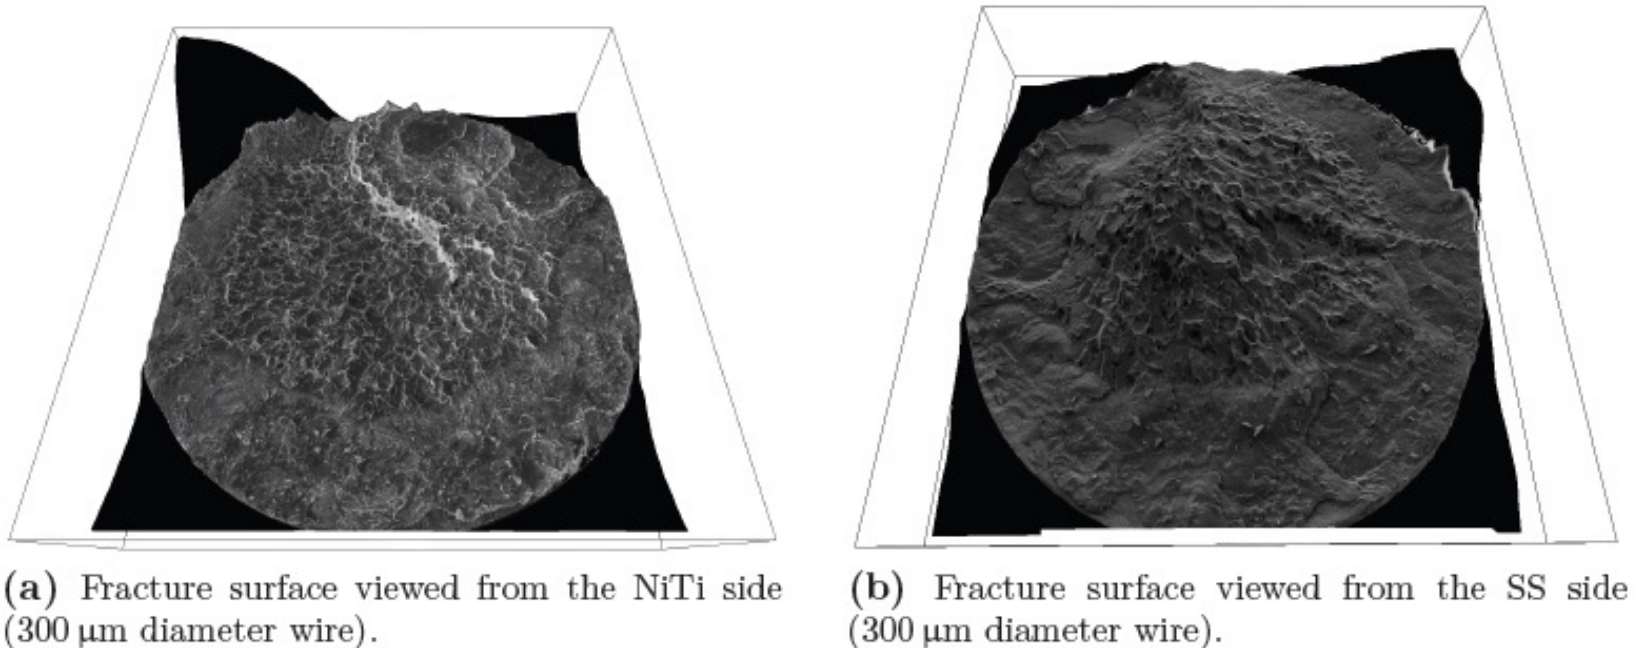 (a) Fracture surface viewed from the NiTi side
(300 µm diameter wire).
(b) Fracture surface viewed from the SS side
(300 µm diameter wire).